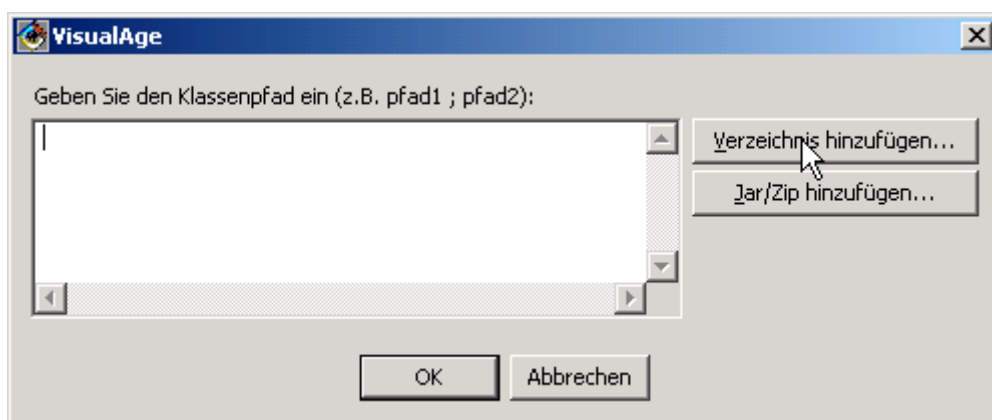 VisualAge
Geben Sie den Klassenpfad ein (z.B. pfad1 ; pfad2):
Verzeichnis hinzufügen...
Jar/Zip hinzufügen...
OK
Abbrechen